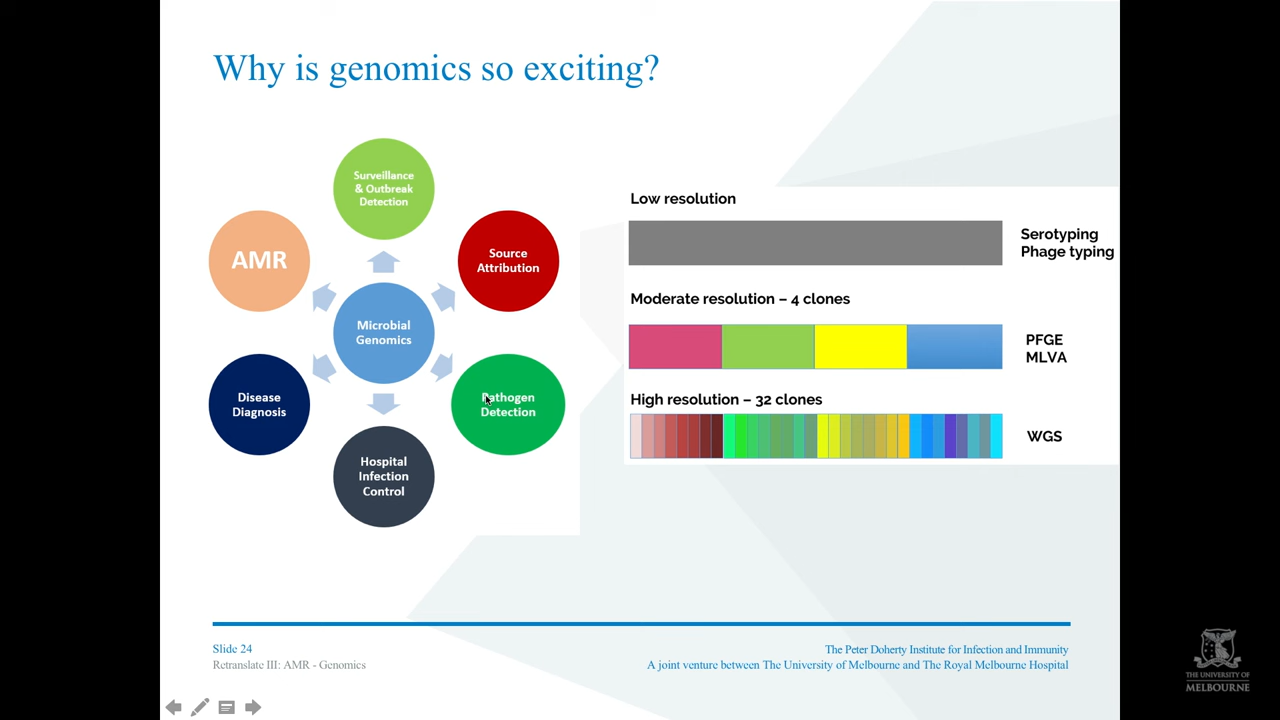 Why is genomics so exciting?
Surveillance
& Outbreak
Detection
AMR
Source
Attribution
Microbial
Genomics
Disease
Diagnosis
Pathogen
Detection
Hospital
Infection
Control
Low resolution
Serotyping
Phage typing
Moderate resolution – 4 clones
PFGE
MLVA
High resolution – 32 clones
WGS
Slide 24
Retranslate III: AMR - Genomics
The Peter Doherty Institute for Infection and Immunity
A joint venture between The University of Melbourne and The Royal Melbourne Hospital
THE UNIVERSITY OF
MELBOURNE